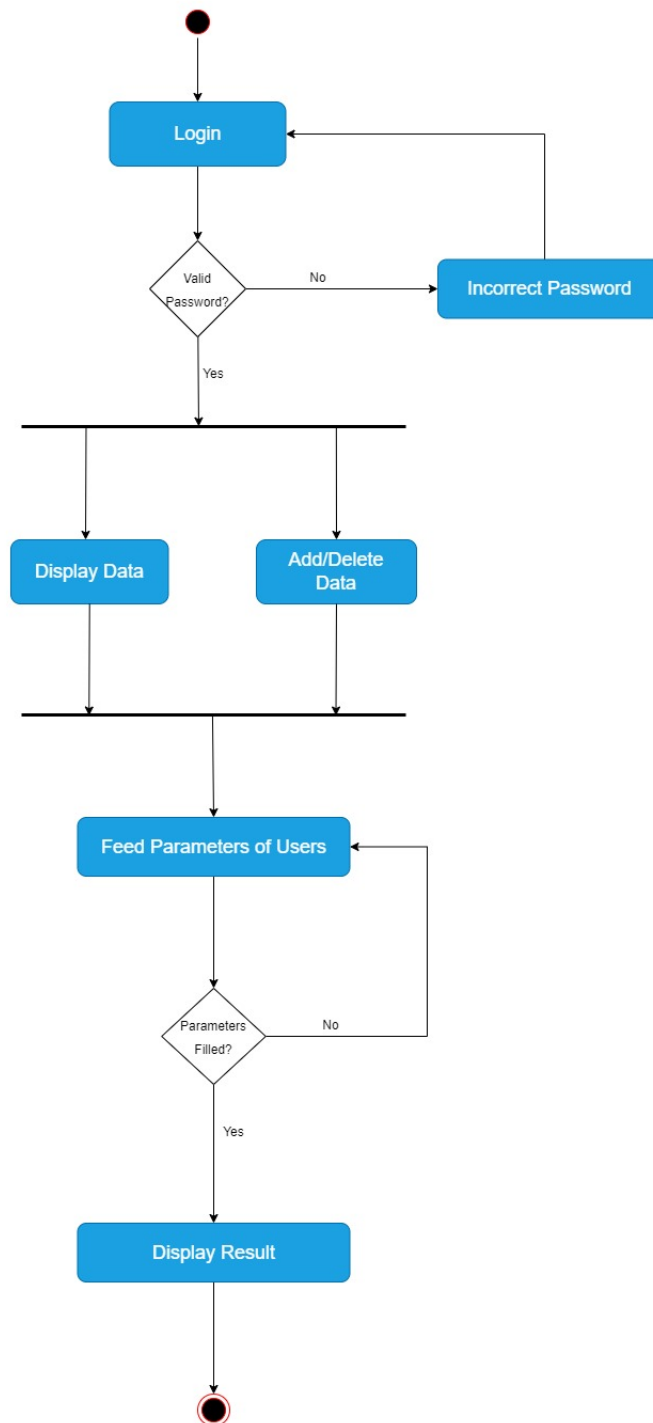 Login
Valid
Password?
No
Incorrect Password
Yes
Display Data
Add/Delete
Data
Feed Parameters of Users
Parameters
Filled?
No
Yes
Display Result